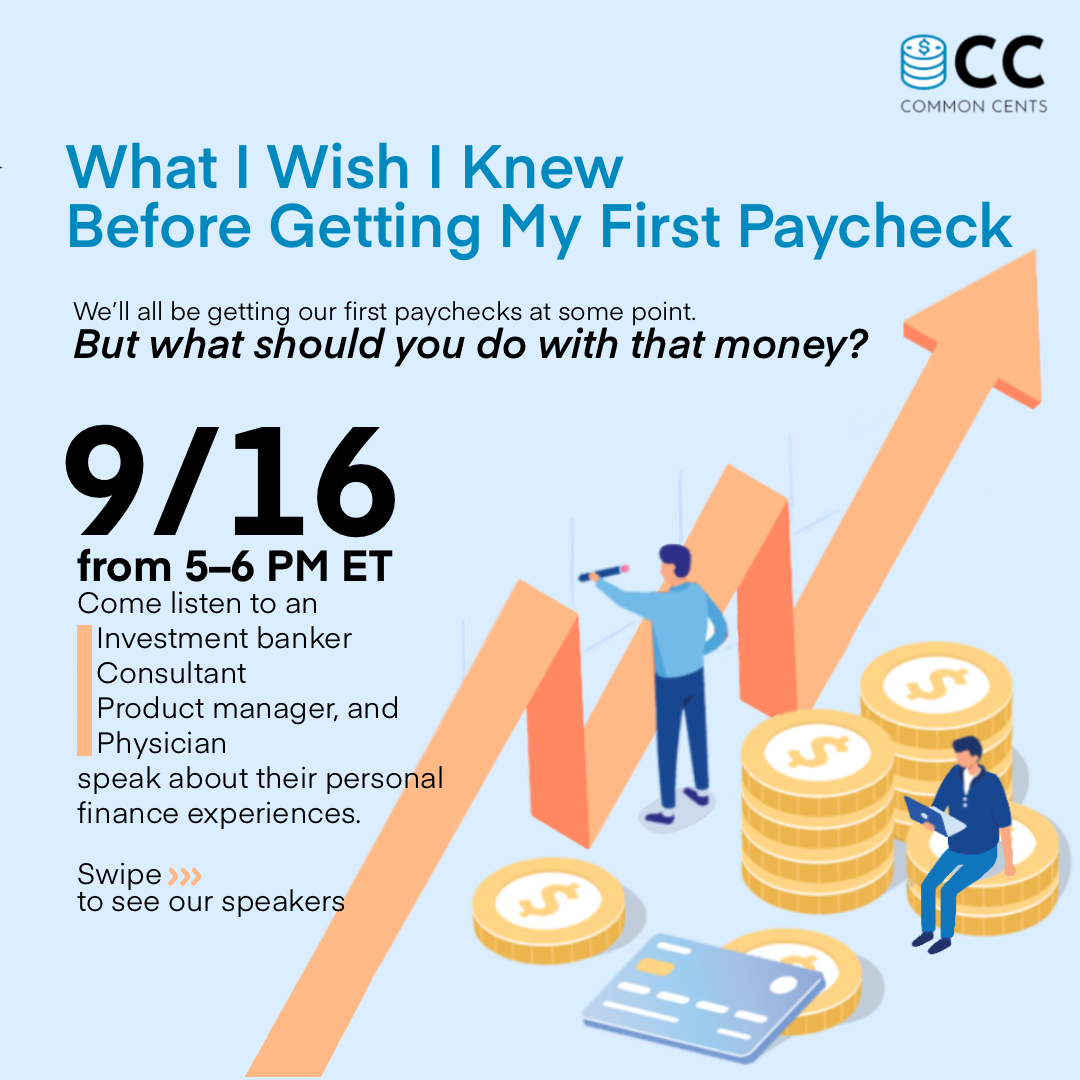 CC
COMMON CENTS
What I Wish I Knew
Before Getting My First Paycheck
We'll all be getting our first paychecks at some point.
But what should you do with that money?
9/16
from 5–6 PM ET
Come listen to an
Investment banker
Consultant
Product manager, and
Physician
speak about their personal
finance experiences.
Swipe
to see our speakers